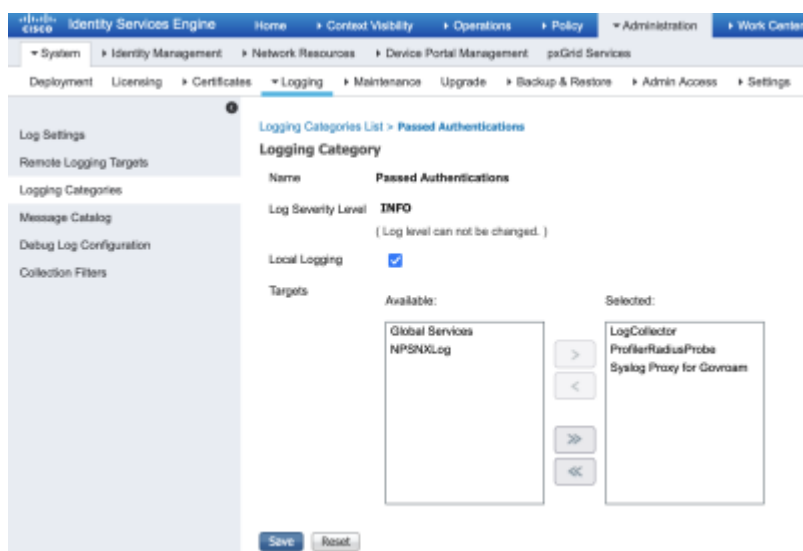 cisco Identity Services Engine Home Context Visibility Operations Policy Administration Work Center
System Identity Management Network Resources Device Portal Management pxGrid Services
Deployment Licensing Certificates Logging Maintenance Upgrade Backup & Restore Admin Access Settings
Log Settings
Remote Logging Targets
Logging Categories
Message Catalog
Debug Log Configuration
Collection Filters
Logging Categories List > Passed Authentications
Logging Category
Name Passed Authentications
Log Severity Level INFO
( Log level can not be changed. )
Local Logging
Targets
Available: Selected:
Global Services LogCollector
NPSNXLog ProfilerRadiusProbe
Syslog Proxy for Govroam
Save Reset